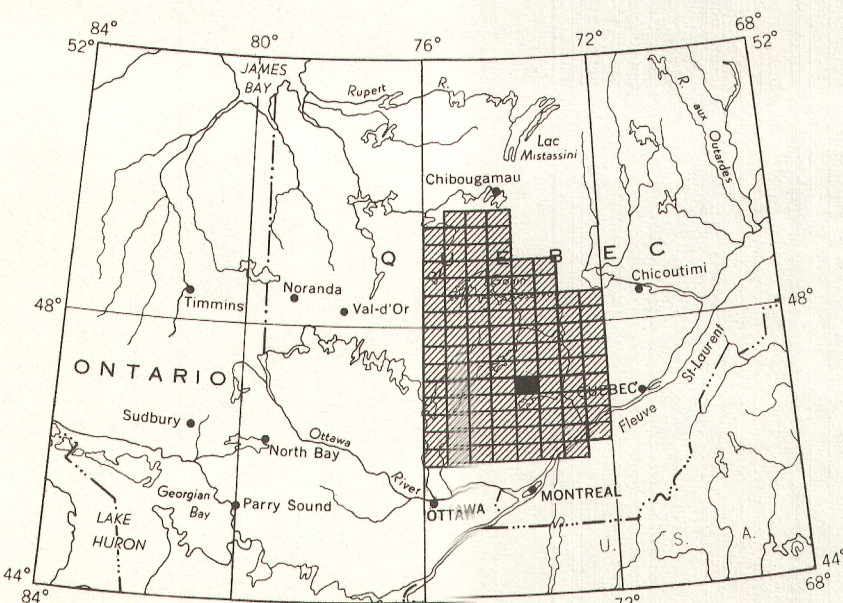 84° 80° 76° 72° 68°
52° 52°
JAMES
BAY
Rupert R.
R. aux Outardes
Lac
Mistassini
Chibougamau
Q U E B E C
Chicoutimi
Timmins
Noranda
Val-d'Or
48° 48°
ONTARIO
St-Laurent
QUEBEC
Fleuve
Sudbury
Ottawa
North Bay
River
Georgian
Bay
Parry Sound
MONTREAL
OTTAWA
LAKE
HURON
U. S. A.
44° 44°
84° 72° 68°